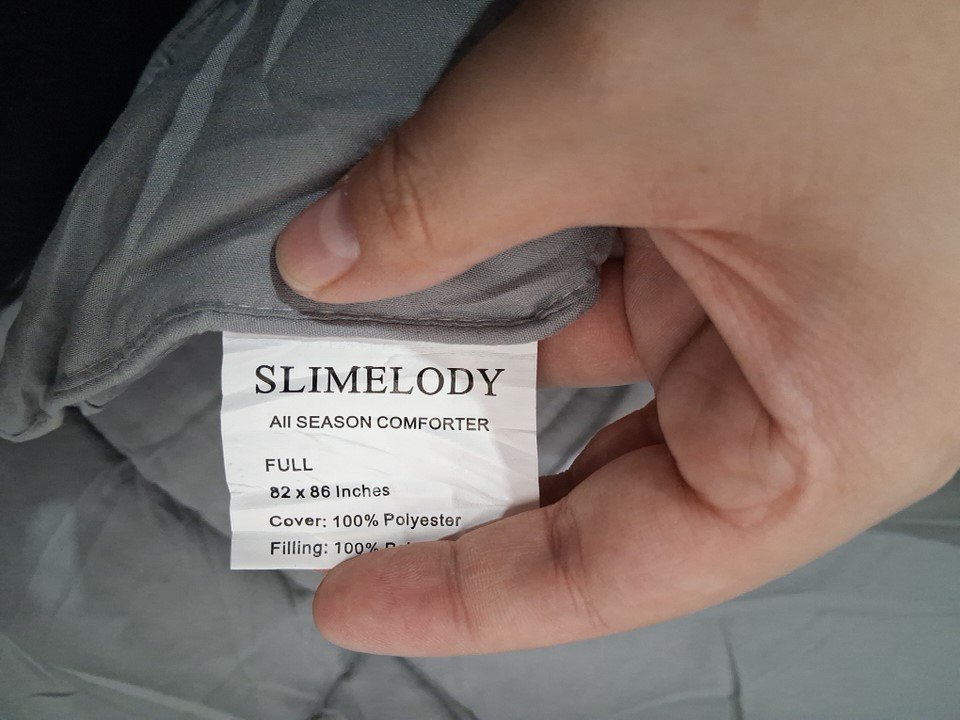 SLIMELODY
All SEASON COMFORTER
FULL
82 x 86 Inches
Cover: 100% Polyester
Filling: 100%